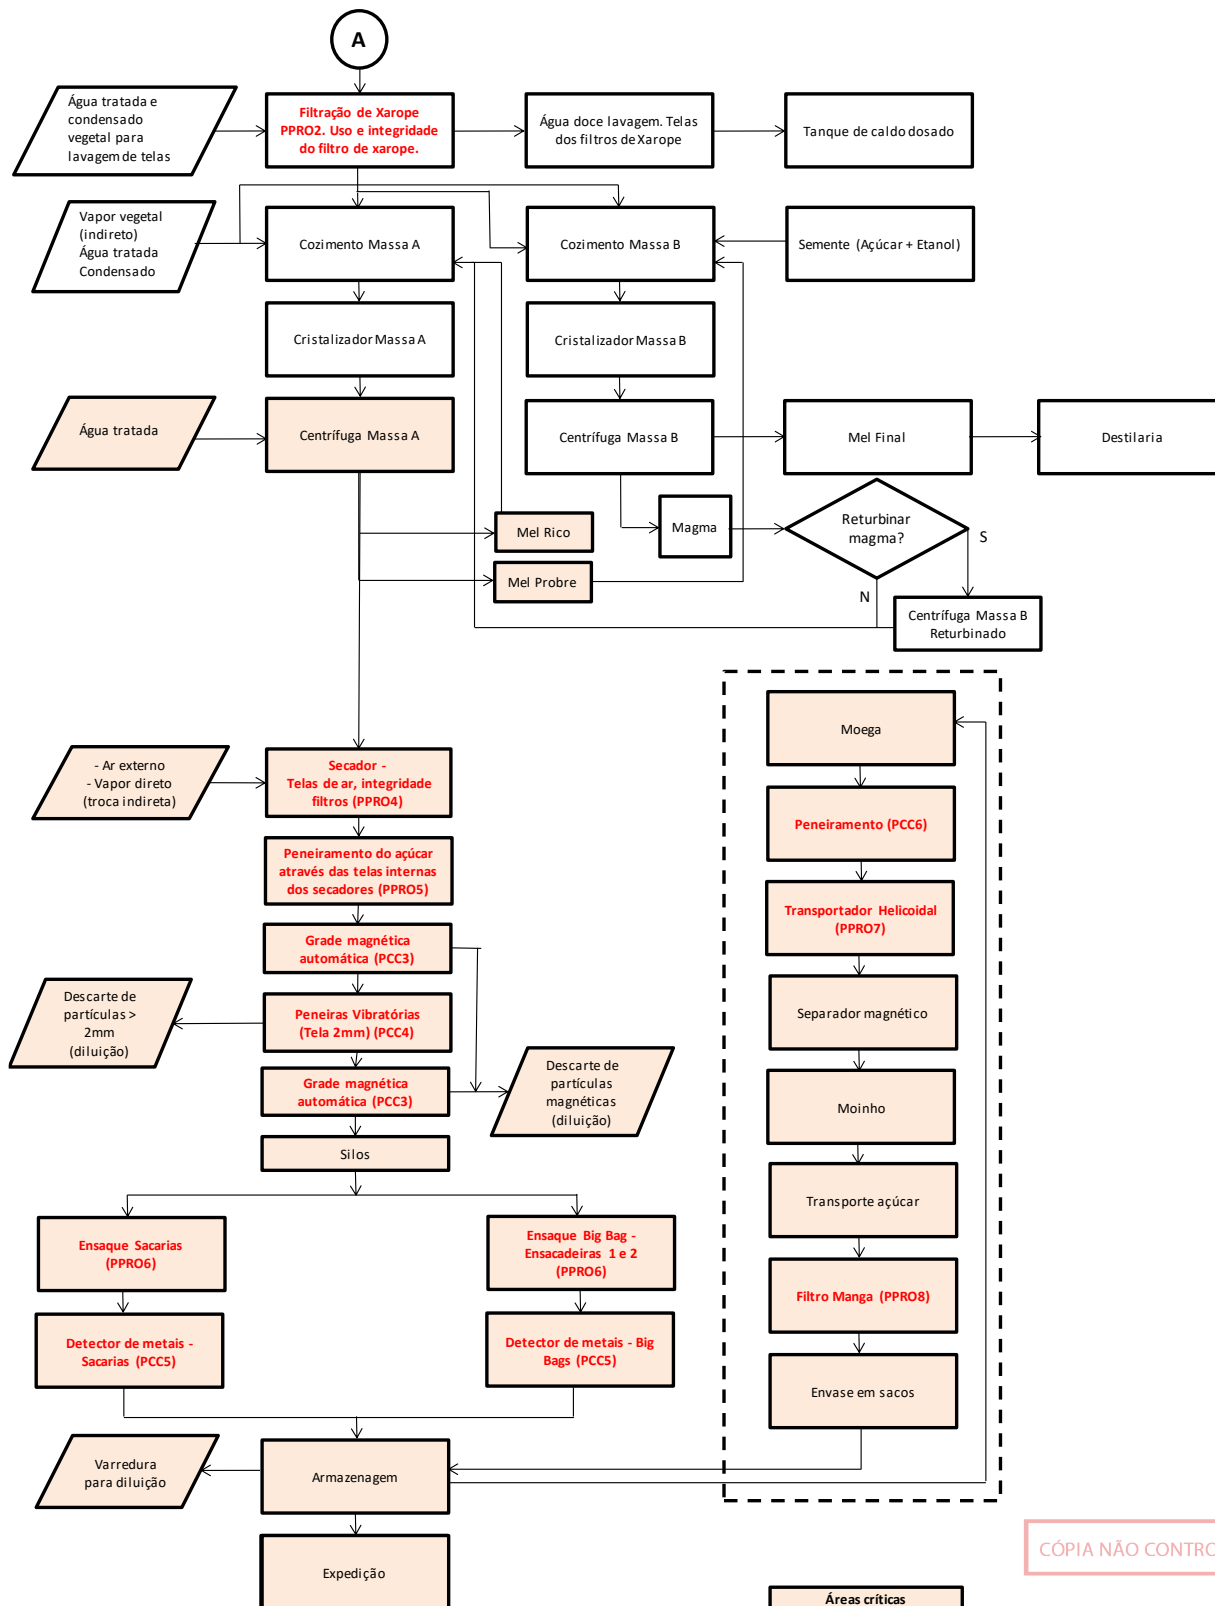 A
Água tratada e
condensado
vegetal para
lavagem de telas
Filtração de Xarope
PPRO2. Uso e integridade
do filtro de xarope.
Água doce lavagem. Telas
dos filtros de Xarope
Tanque de caldo dosado
Vapor vegetal
(indireto)
Água tratada
Condensado
Cozimento Massa A
Cozimento Massa B
Semente (Açúcar + Etanol)
Cristalizador Massa A
Cristalizador Massa B
Água tratada
Centrífuga Massa A
Centrífuga Massa B
Mel Final
Destilaria
Mel Rico
Magma
Returbinar
magma?
S
Mel Probre
N
Centrífuga Massa B
Returbinado
Moega
- Ar externo
- Vapor direto
(troca indireta)
Secador -
Telas de ar, integridade
filtros (PPRO4)
Peneiramento (PCC6)
Peneiramento do açúcar
através das telas internas
dos secadores (PPRO5)
Transportador Helicoidal
(PPRO7)
Grade magnética
automática (PCC3)
Descarte de
partículas >
2mm
(diluição)
Peneiras Vibratórias
(Tela 2mm) (PCC4)
Separador magnético
Grade magnética
automática (PCC3)
Descarte de
partículas
magnéticas
(diluição)
Moinho
Silos
Transporte açúcar
Ensaque Sacarias
(PPRO6)
Ensaque Big Bag -
Ensacadeiras 1 e 2
(PPRO6)
Filtro Manga (PPRO8)
Detector de metais -
Sacarias (PCC5)
Detector de metais - Big
Bags (PCC5)
Envase em sacos
Varredura
para diluição
Armazenagem
Expedição
CÓPIA NÃO CONTRO
Áreas críticas